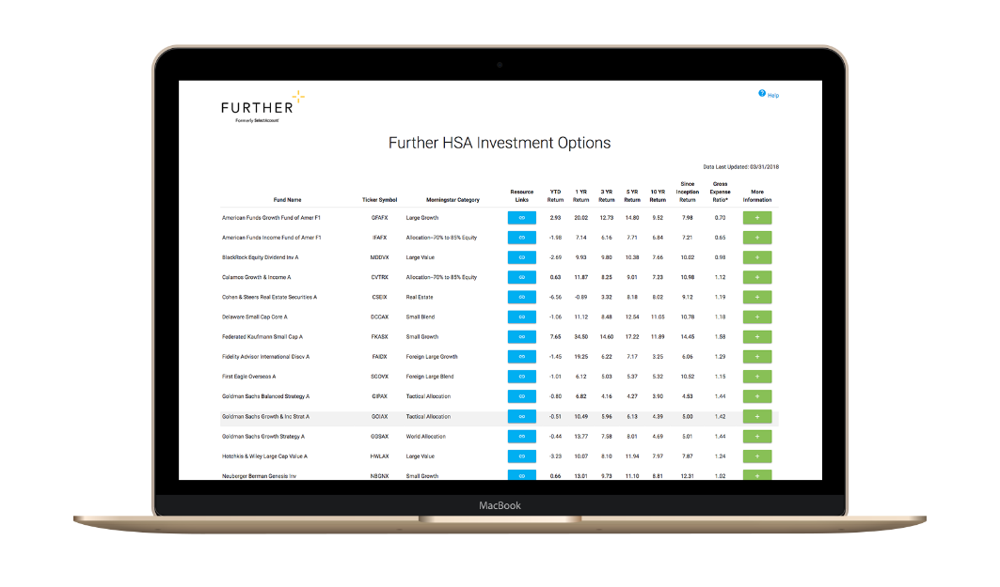 FURTHER
Formerly SelectAccount
? Help
Further HSA Investment Options
Data Last Updated: 03/31/2018
Fund Name Ticker Symbol Morningstar Category Resource Links YTD Return 1 YR Return 3 YR Return 5 YR Return 10 YR Return Since Inception Return Gross Expense Ratio* More Information
American Funds Growth Fund of Amer F1 GFAFX Large Growth 2.93 20.02 12.73 14.80 9.52 7.98 0.70 +
American Funds Income Fund of Amer F1 IFAFX Allocation--70% to 85% Equity -1.98 7.14 6.16 7.71 6.84 7.21 0.65 +
BlackRock Equity Dividend Inv A MDDVX Large Value -2.69 9.93 9.80 10.38 7.66 10.02 0.98 +
Calamos Growth & Income A CVTRX Allocation--70% to 85% Equity 0.63 11.87 8.25 9.01 7.23 10.98 1.12 +
Cohen & Steers Real Estate Securities A CSEIX Real Estate -6.56 -0.89 3.32 8.18 8.02 9.12 1.19 +
Delaware Small Cap Core A DCCAX Small Blend -1.06 11.12 8.48 12.54 11.05 10.78 1.18 +
Federated Kaufmann Small Cap A FKASX Small Growth 7.65 34.50 14.60 17.22 11.89 14.45 1.58 +
Fidelity Advisor International Discv A FAIDX Foreign Large Growth -1.45 19.25 6.22 7.17 3.25 6.06 1.29 +
First Eagle Overseas A SGOVX Foreign Large Blend -1.01 6.12 5.03 5.37 5.32 10.52 1.15 +
Goldman Sachs Balanced Strategy A GIPAX Tactical Allocation -0.80 6.82 4.16 4.27 3.90 4.53 1.44 +
Goldman Sachs Growth & Inc Strat A GOIAX Tactical Allocation -0.51 10.49 5.96 6.13 4.39 5.00 1.42 +
Goldman Sachs Growth Strategy A GGSAX World Allocation -0.44 13.77 7.58 8.01 4.69 5.01 1.44 +
Hotchkis & Wiley Large Cap Value A HWLAX Large Value -3.23 10.07 8.10 11.94 7.97 7.87 1.24 +
Neuberger Berman Genesis Inv NBGNX Small Growth 0.66 13.01 9.73 11.10 8.81 12.31 1.02 +
MacBook